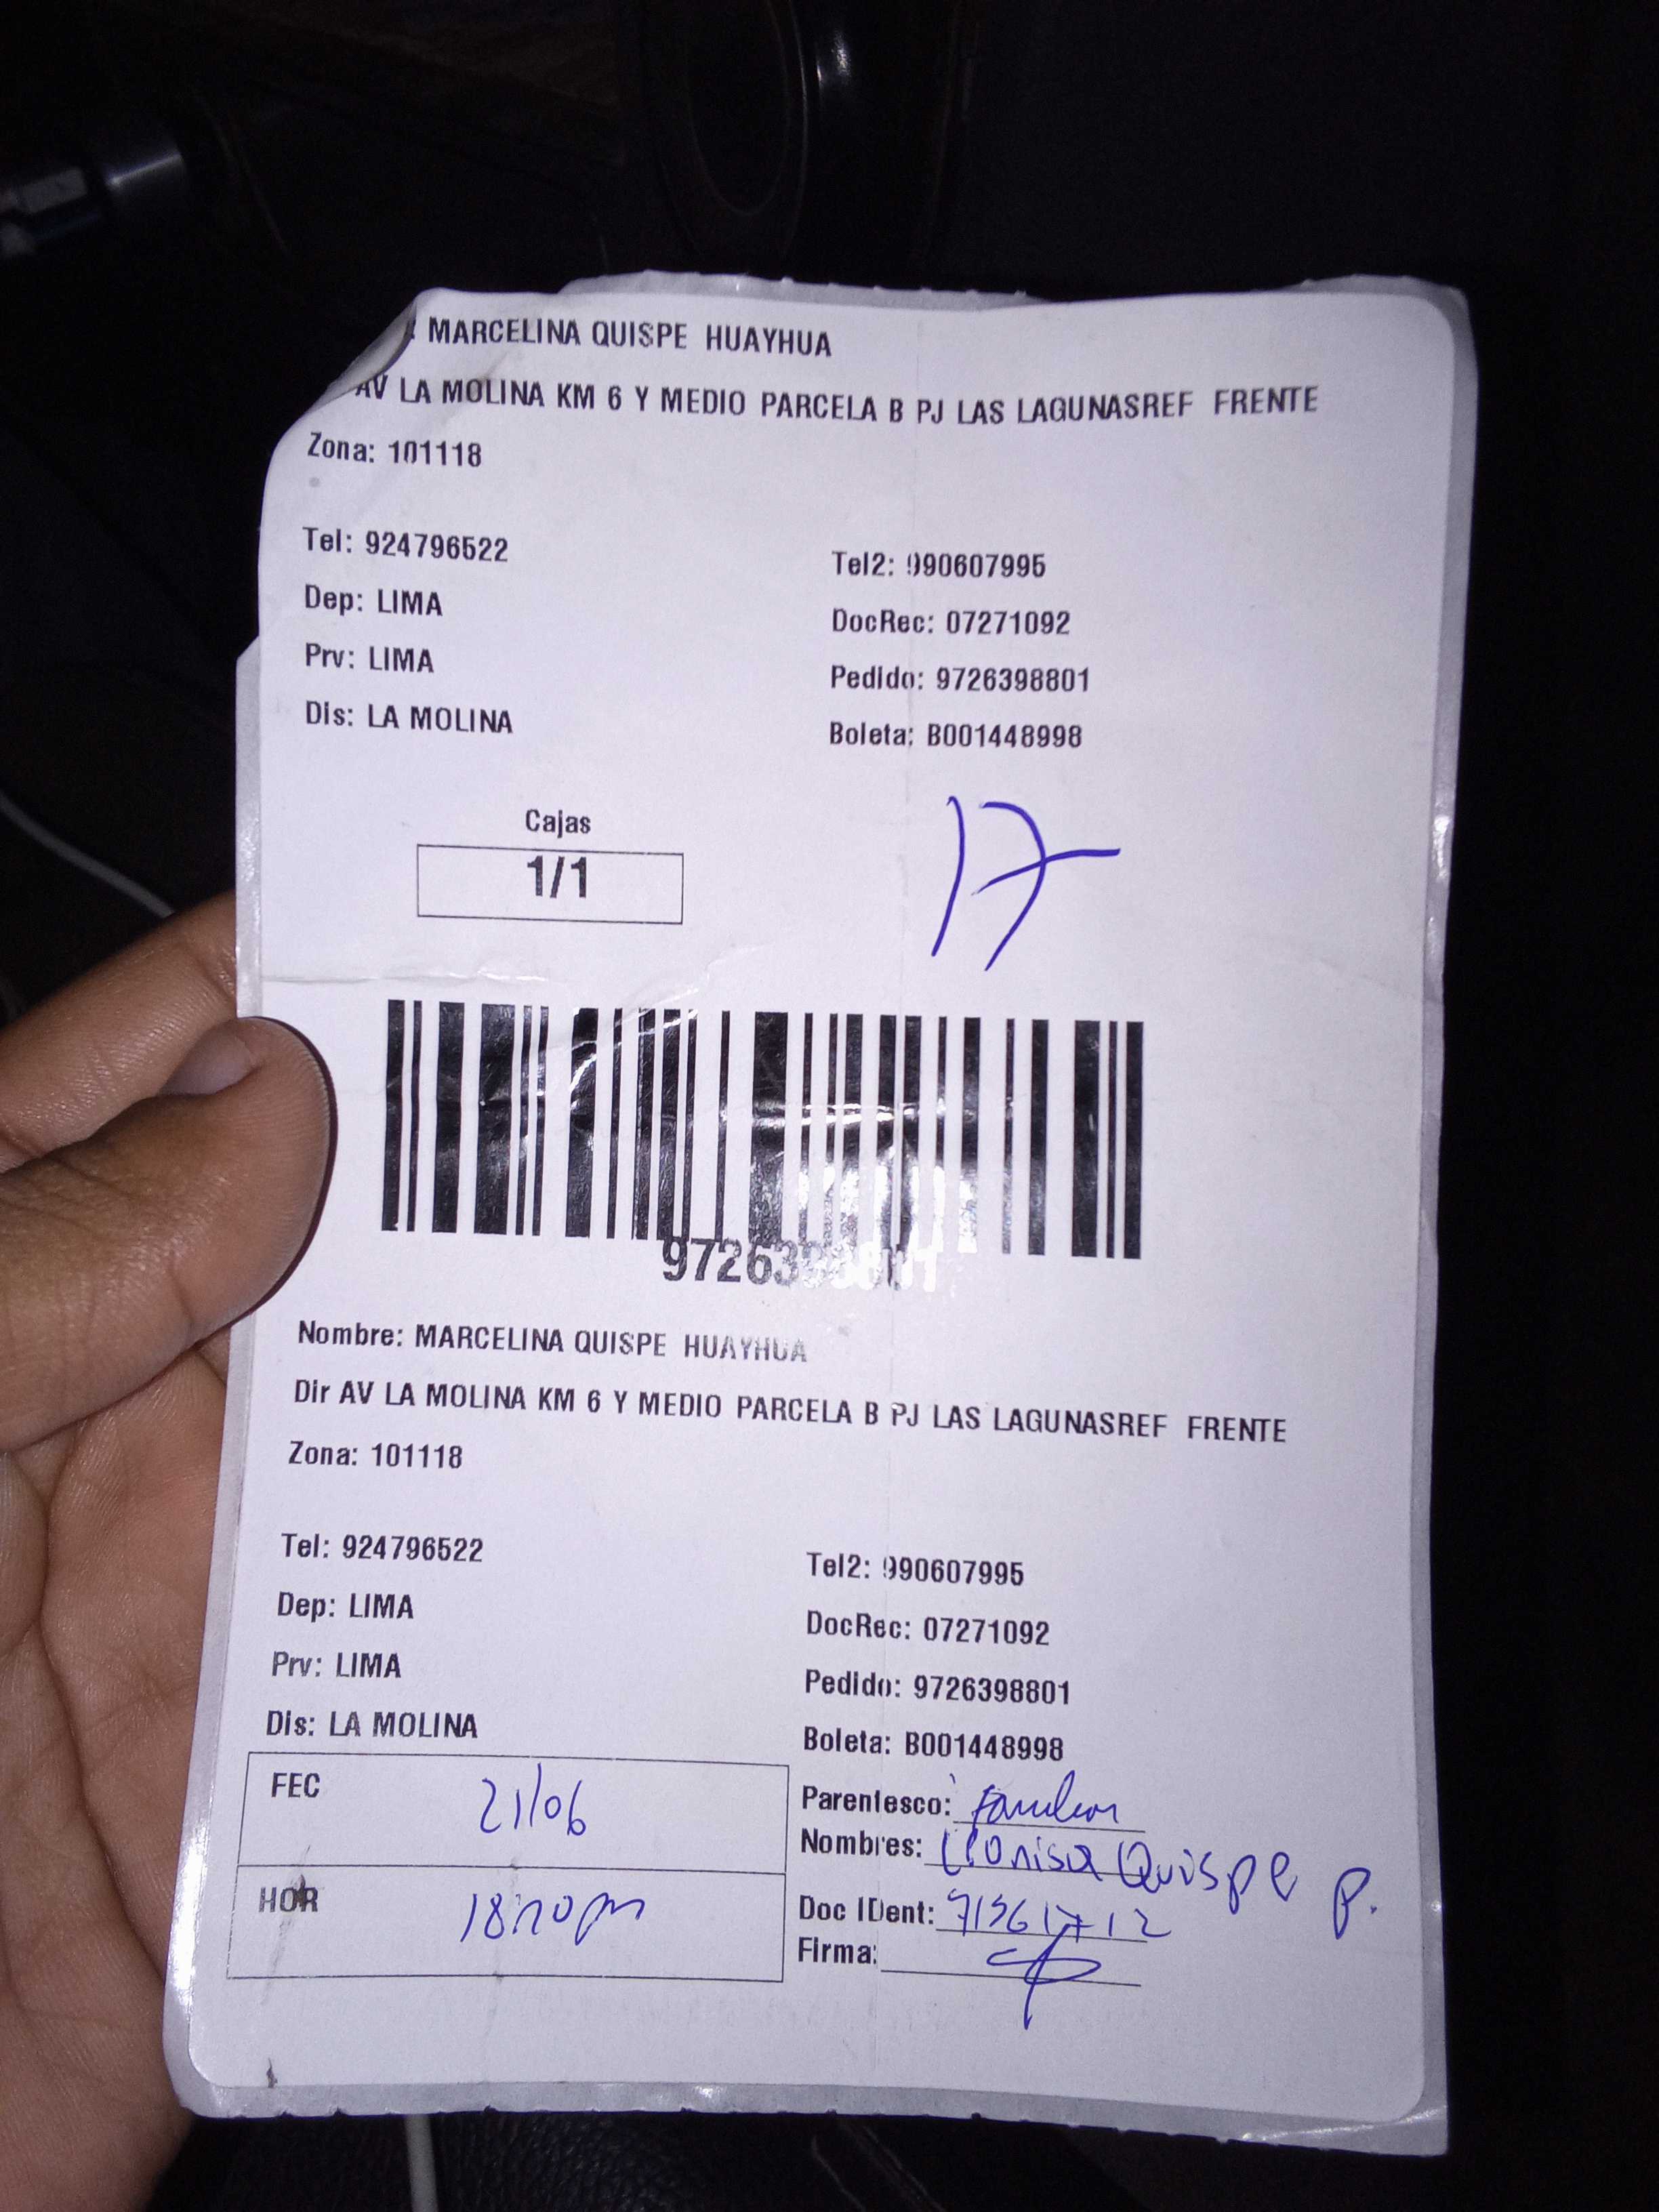 MARCELINA QUISPE HUAYHUA
AV LA MOLINA KM 6 Y MEDIO PARCELA B PJ LAS LAGUNASREF FRENTE
Zona: 101118
Tel: 924796522
Tel2: 990607995
Dep: LIMA
DocRec: 07271092
Prv: LIMA
Pedido: 9726398801
Dis: LA MOLINA
Boleta: B001448998
Cajas
1/1
17
9726398801
Nombre: MARCELINA QUISPE HUAYHUA
Dir AV LA MOLINA KM 6 Y MEDIO PARCELA B PJ LAS LAGUNASREF FRENTE
Zona: 101118
Tel: 924796522
Tel2: 990607995
Dep: LIMA
DocRec: 07271092
Prv: LIMA
Pedido: 9726398801
Dis: LA MOLINA
Boleta: B001448998
FEC 21/06
Parentesco: Familiar
Nombres: Quispe P.
HOR
Doc IDent:
Firma: